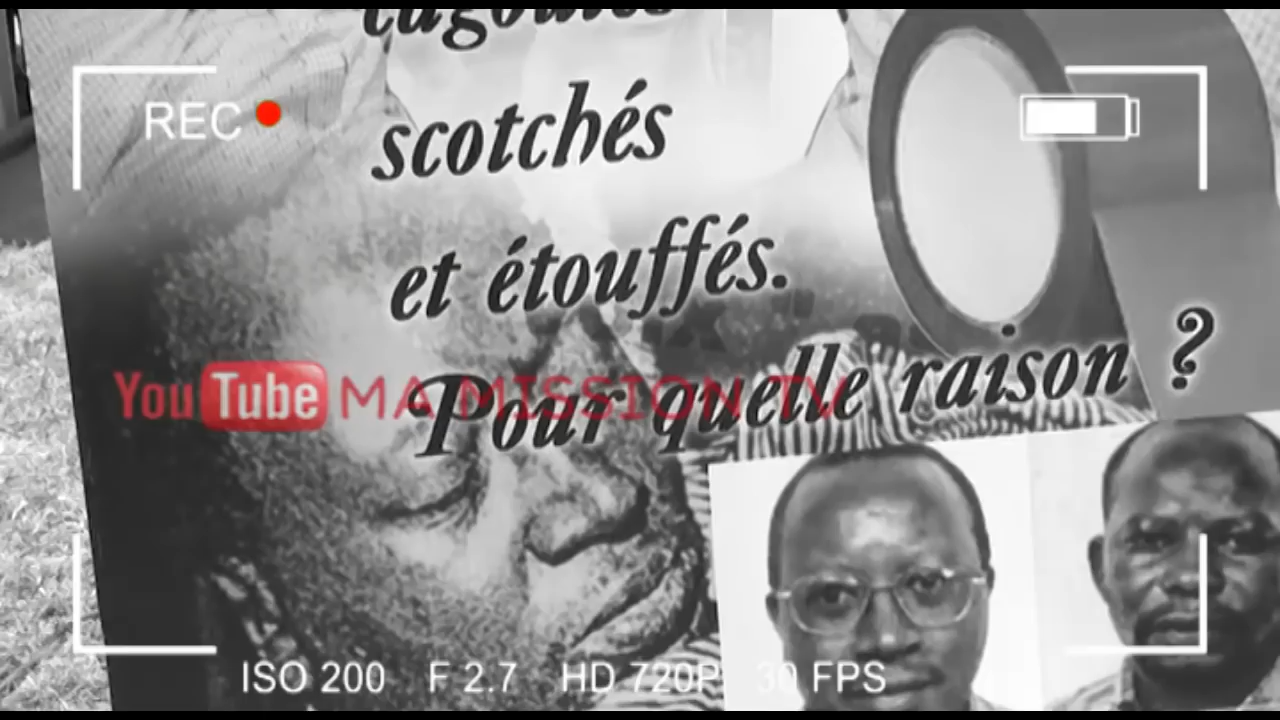 cagoulés
REC
scotchés
et étouffés.
Pour quelle raison ?
YouTube MA MISSION TV
ISO 200 F 2.7 HD 720P 30 FPS